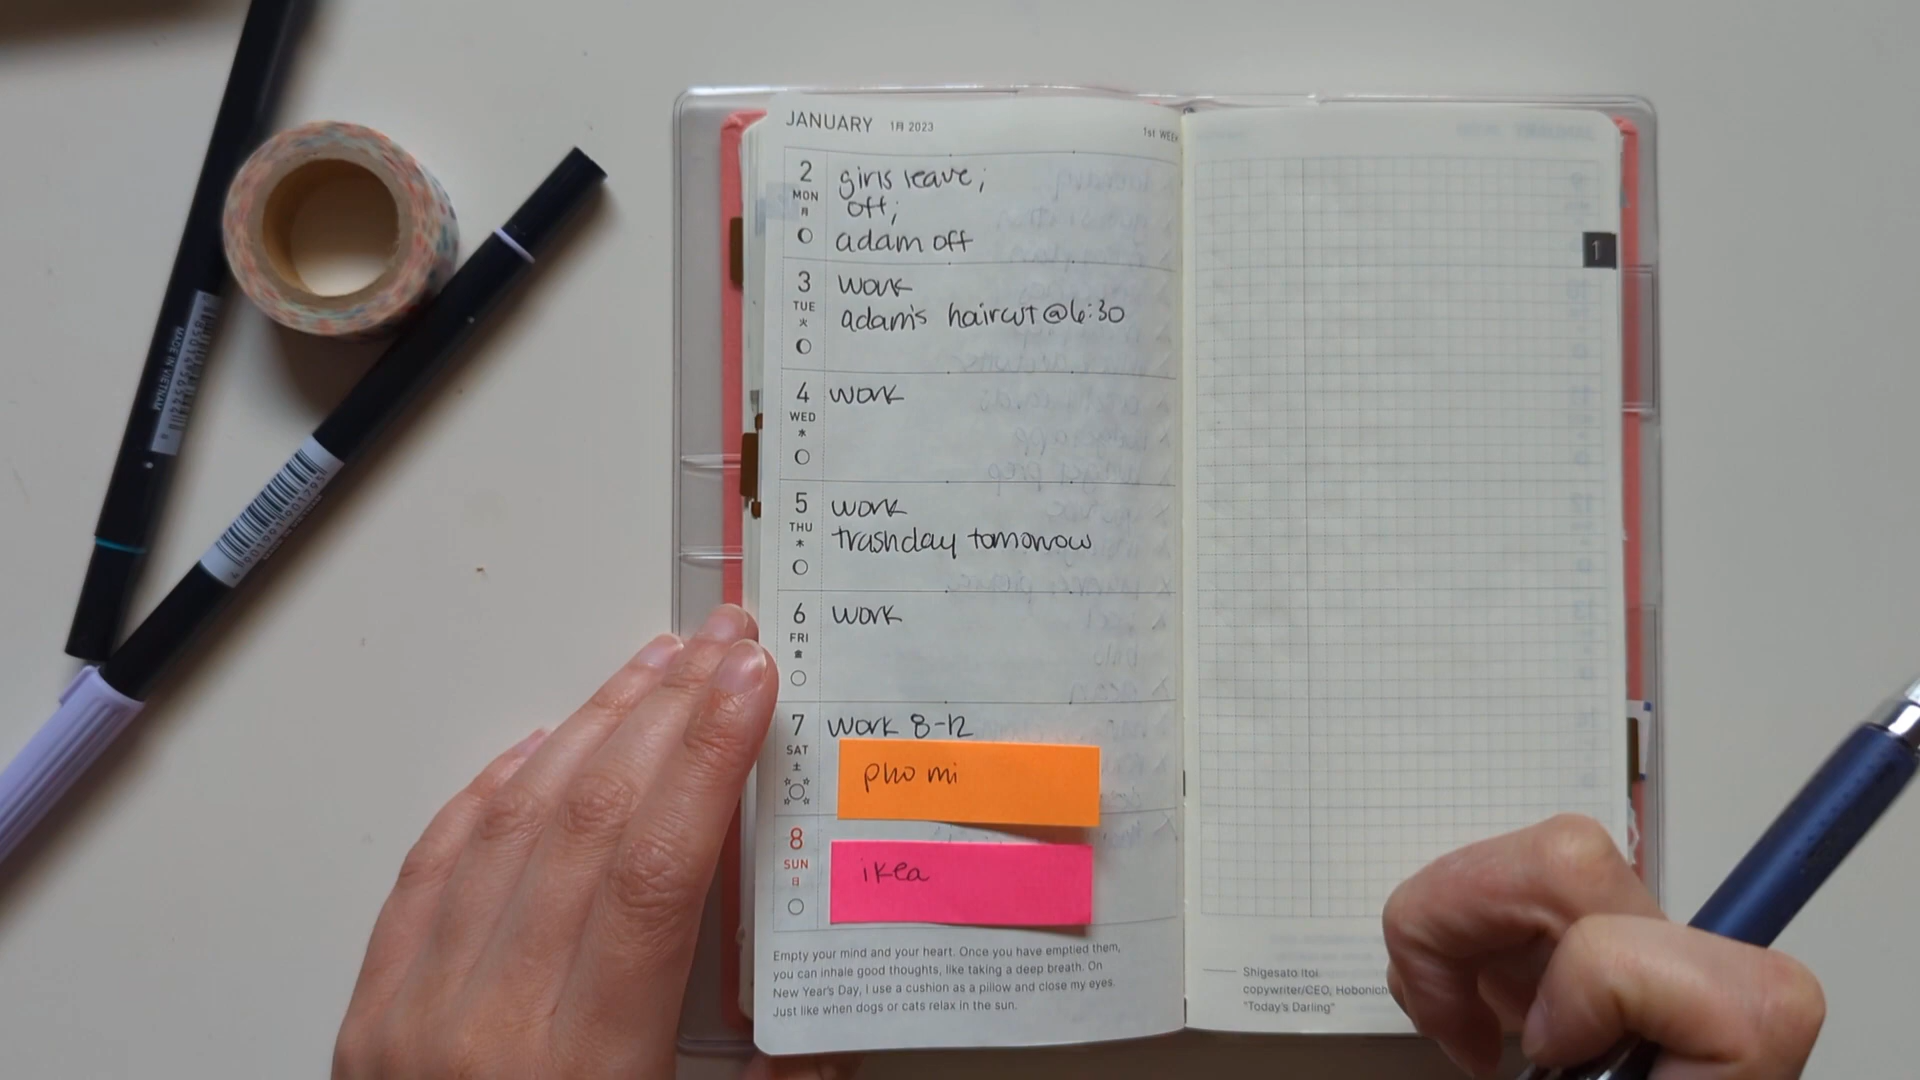 JANUARY 1月 2023
1st WEEK
2
MON
月
girls leave;
off;
adam off
3
TUE
火
work
adam's haircut @ 6:30
4
WED
水
work
5
THU
木
work
trashday tomorrow
6
FRI
金
work
7
SAT
土
work 8-12
pho mi
8
SUN
日
ikea
Empty your mind and your heart. Once you have emptied them,
you can inhale good thoughts, like taking a deep breath. On
New Year's Day, I use a cushion as a pillow and close my eyes.
Just like when dogs or cats relax in the sun.
1
Shigesato Itoi
copywriter/CEO, Hobonich
"Today's Darling"
MADE IN VIETNAM
4901991901795